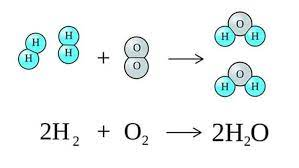 H H H H + O O → O H H
O H H
2H₂ + O₂ → 2H₂O